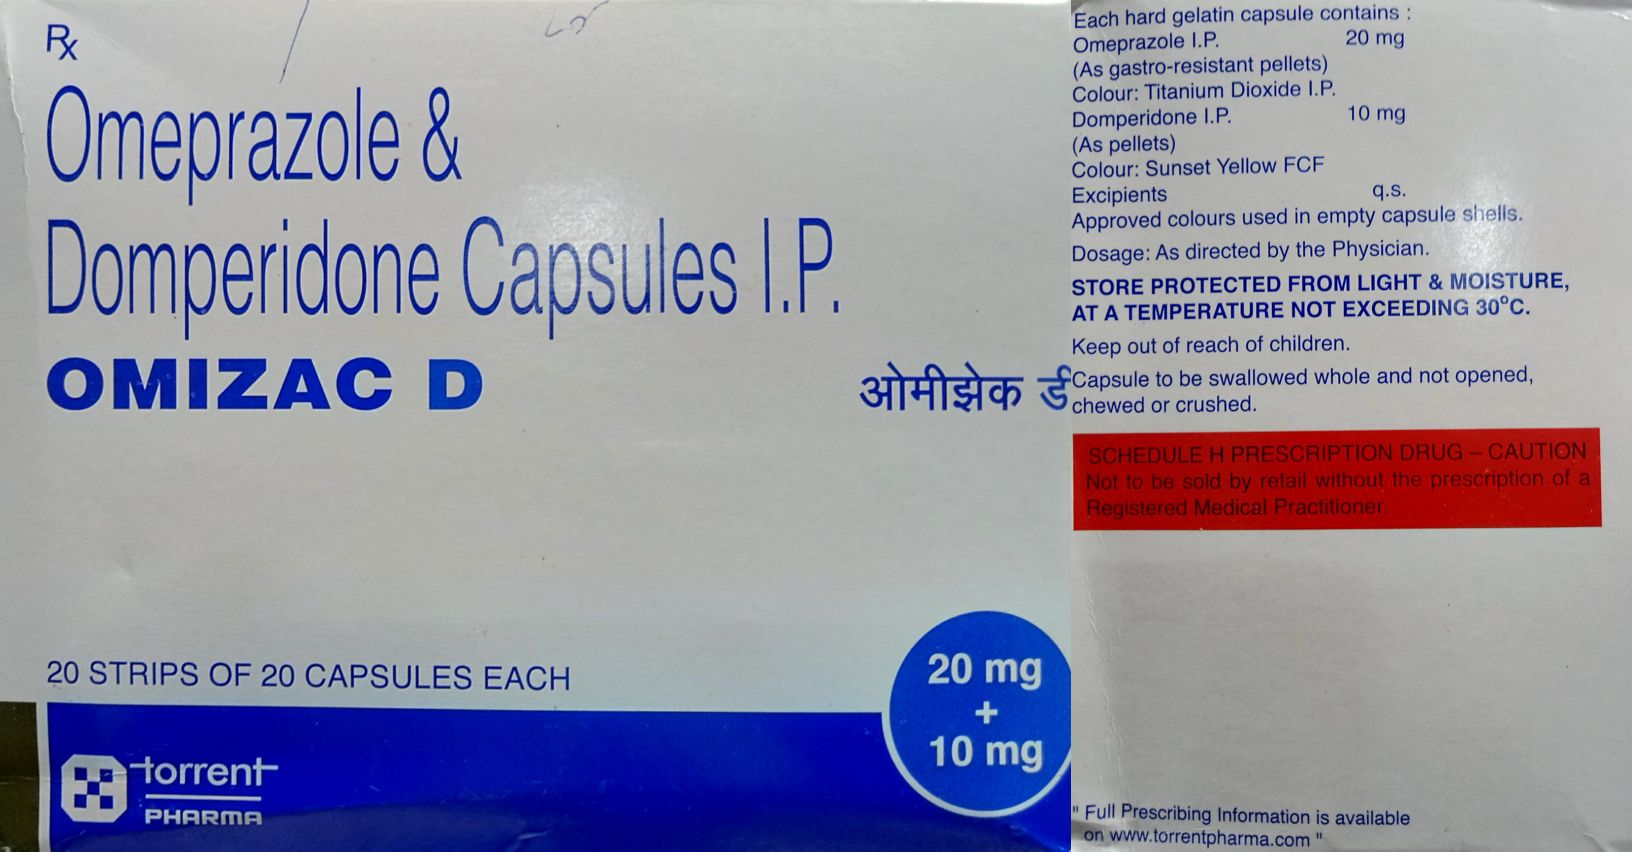 Rx
Omeprazole &
Domperidone Capsules I.P.
OMIZAC D
ओमीझेक डी
20 STRIPS OF 20 CAPSULES EACH
20 mg
+
10 mg
torrent
PHARMA
Each hard gelatin capsule contains :
Omeprazole I.P. 20 mg
(As gastro-resistant pellets)
Colour: Titanium Dioxide I.P.
Domperidone I.P. 10 mg
(As pellets)
Colour: Sunset Yellow FCF
Excipients q.s.
Approved colours used in empty capsule shells.
Dosage: As directed by the Physician.
STORE PROTECTED FROM LIGHT & MOISTURE,
AT A TEMPERATURE NOT EXCEEDING 30°C.
Keep out of reach of children.
Capsule to be swallowed whole and not opened,
chewed or crushed.
SCHEDULE H PRESCRIPTION DRUG – CAUTION
Not to be sold by retail without the prescription of a
Registered Medical Practitioner.
" Full Prescribing Information is available
on www.torrentpharma.com "